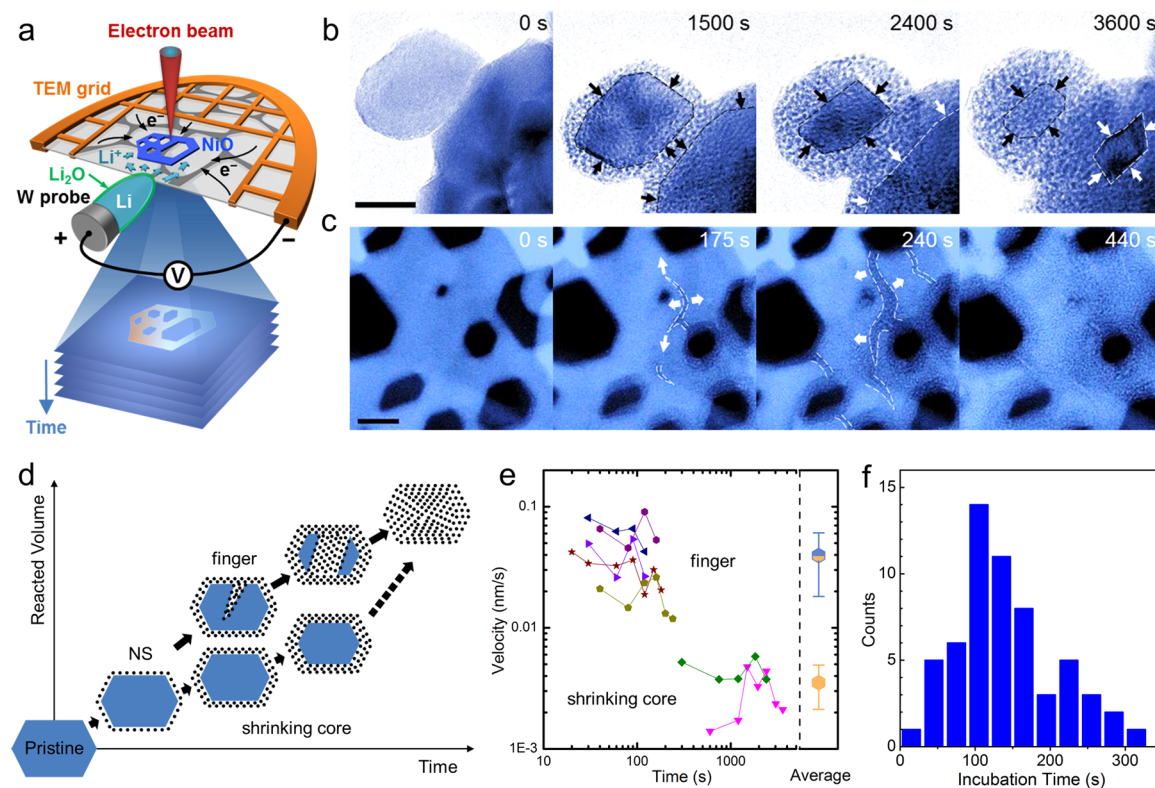 a
Electron beam
TEM grid
e⁻
NiO
Li⁺
e⁻
Li₂O
W probe
Li
+
−
V
Time
b
0 s
1500 s
2400 s
3600 s
c
0 s
175 s
240 s
440 s
d
Reacted Volume
finger
NS
shrinking core
Pristine
Time
e
Velocity (nm/s)
0.1
0.01
1E-3
finger
shrinking core
10
100
1000
Time (s)
Average
f
Counts
15
10
5
0
0
100
200
300
Incubation Time (s)